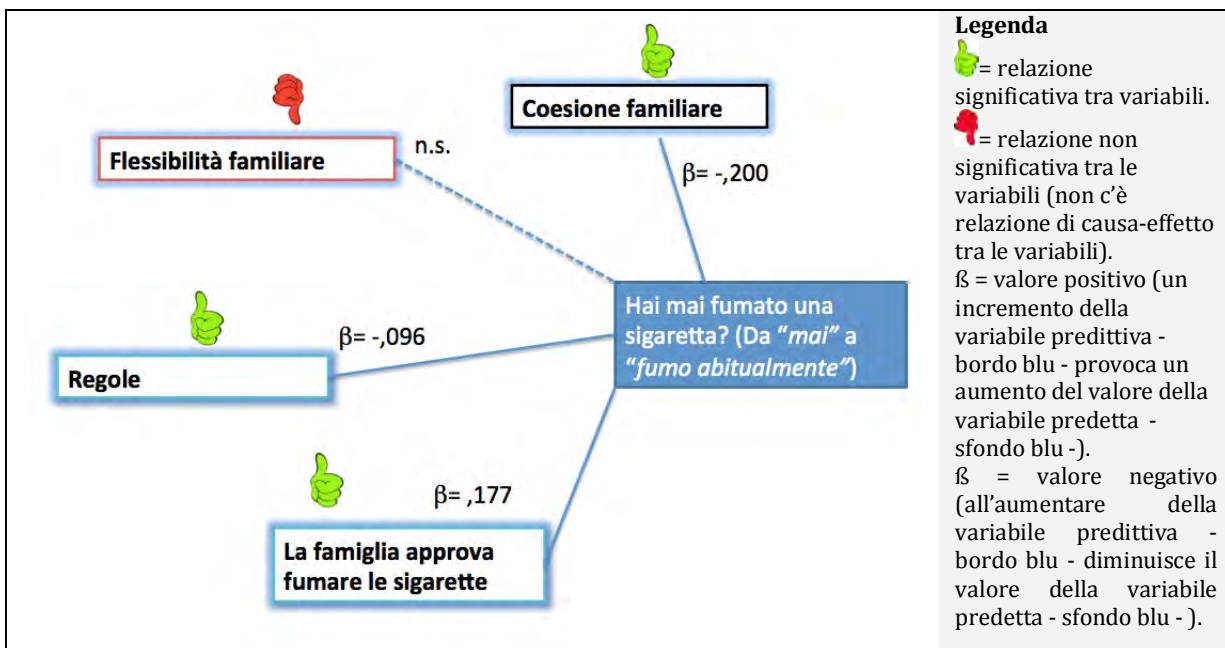 Coesione familiare
Flessibilità familiare
n.s.
β= -,200
Hai mai fumato una
sigaretta? (Da “mai” a
“fumo abitualmente”)
β= -,096
Regole
β= ,177
La famiglia approva
fumare le sigarette
Legenda
= relazione
significativa tra variabili.
= relazione non
significativa tra le
variabili (non c’è
relazione di causa-effetto
tra le variabili).
ß = valore positivo (un
incremento della
variabile predittiva -
bordo blu - provoca un
aumento del valore della
variabile predetta -
sfondo blu -).
ß = valore negativo
(all’aumentare della
variabile predittiva -
bordo blu - diminuisce il
valore della variabile
predetta - sfondo blu - ).